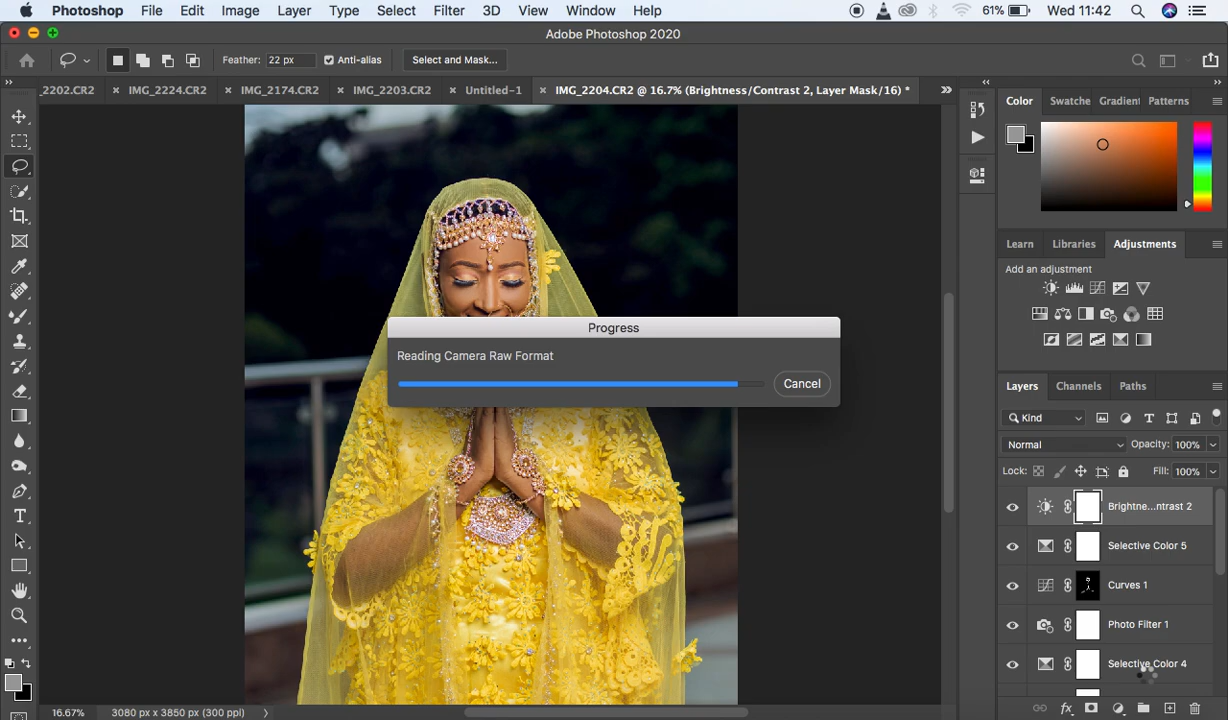 Photoshop File Edit Image Layer Type Select Filter 3D View Window Help 61% Wed 11:42
Adobe Photoshop 2020
Feather: 22 px Anti-alias Select and Mask...
_2202.CR2 × IMG_2224.CR2 × IMG_2174.CR2 × IMG_2203.CR2 × Untitled-1 × IMG_2204.CR2 @ 16.7% (Brightness/Contrast 2, Layer Mask/16) *
Color Swatche Gradient Patterns
Learn Libraries Adjustments
Add an adjustment
Progress
Reading Camera Raw Format
Cancel
Layers Channels Paths
Kind
Normal Opacity: 100%
Lock: Fill: 100%
Brightne...ntrast 2
Selective Color 5
Curves 1
Photo Filter 1
Selective Color 4
16.67% 3080 px x 3850 px (300 ppi)